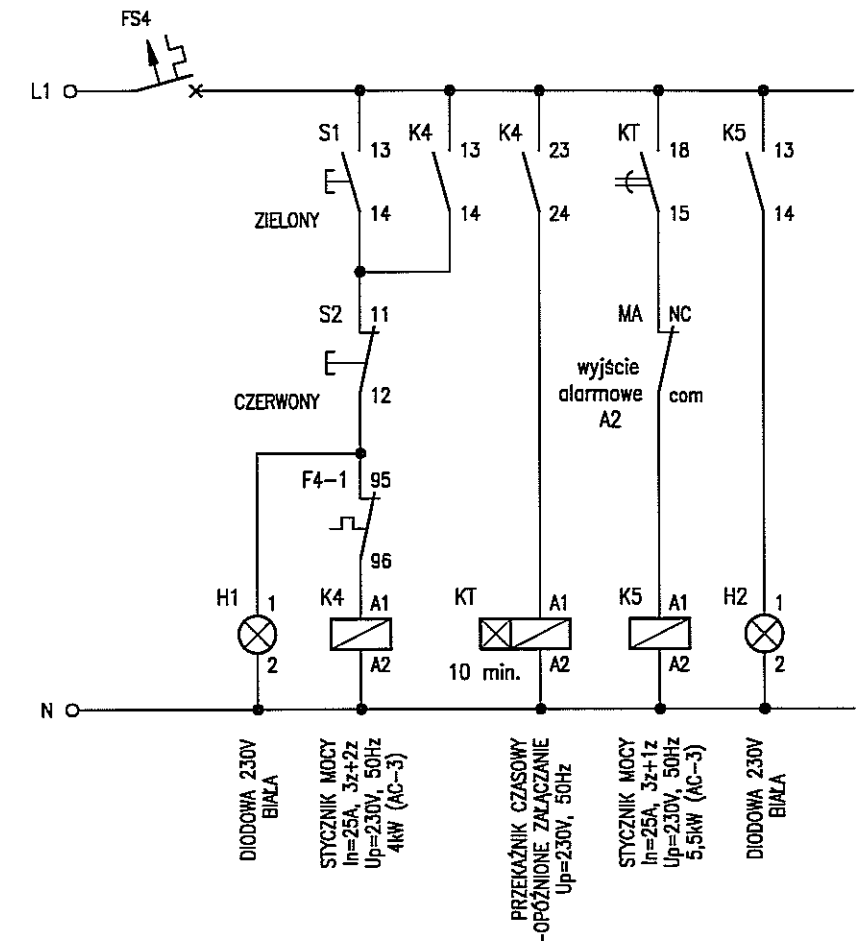 FS4
L1
S1 13 K4 13 K4 23 KT 18 K5 13
14 14 24 15 14
ZIELONY
S2 11 MA NC
wyjście
alarmowe com
A2
CZERWONY 12
F4-1 95
96
H1 1 K4 A1 KT A1 K5 A1 H2 1
2 A2 10 min. A2 A2 2
N
DIODOWA 230V
BIAŁA
STYCZNIK MOCY
In=25A, 3z+2z
Up=230V, 50Hz
4kW (AC-3)
PRZEKAŹNIK CZASOWY
-OPÓŹNIONE ZAŁĄCZANIE
Up=230V, 50Hz
STYCZNIK MOCY
In=25A, 3z+1z
Up=230V, 50Hz
5,5kW (AC-3)
DIODOWA 230V
BIAŁA